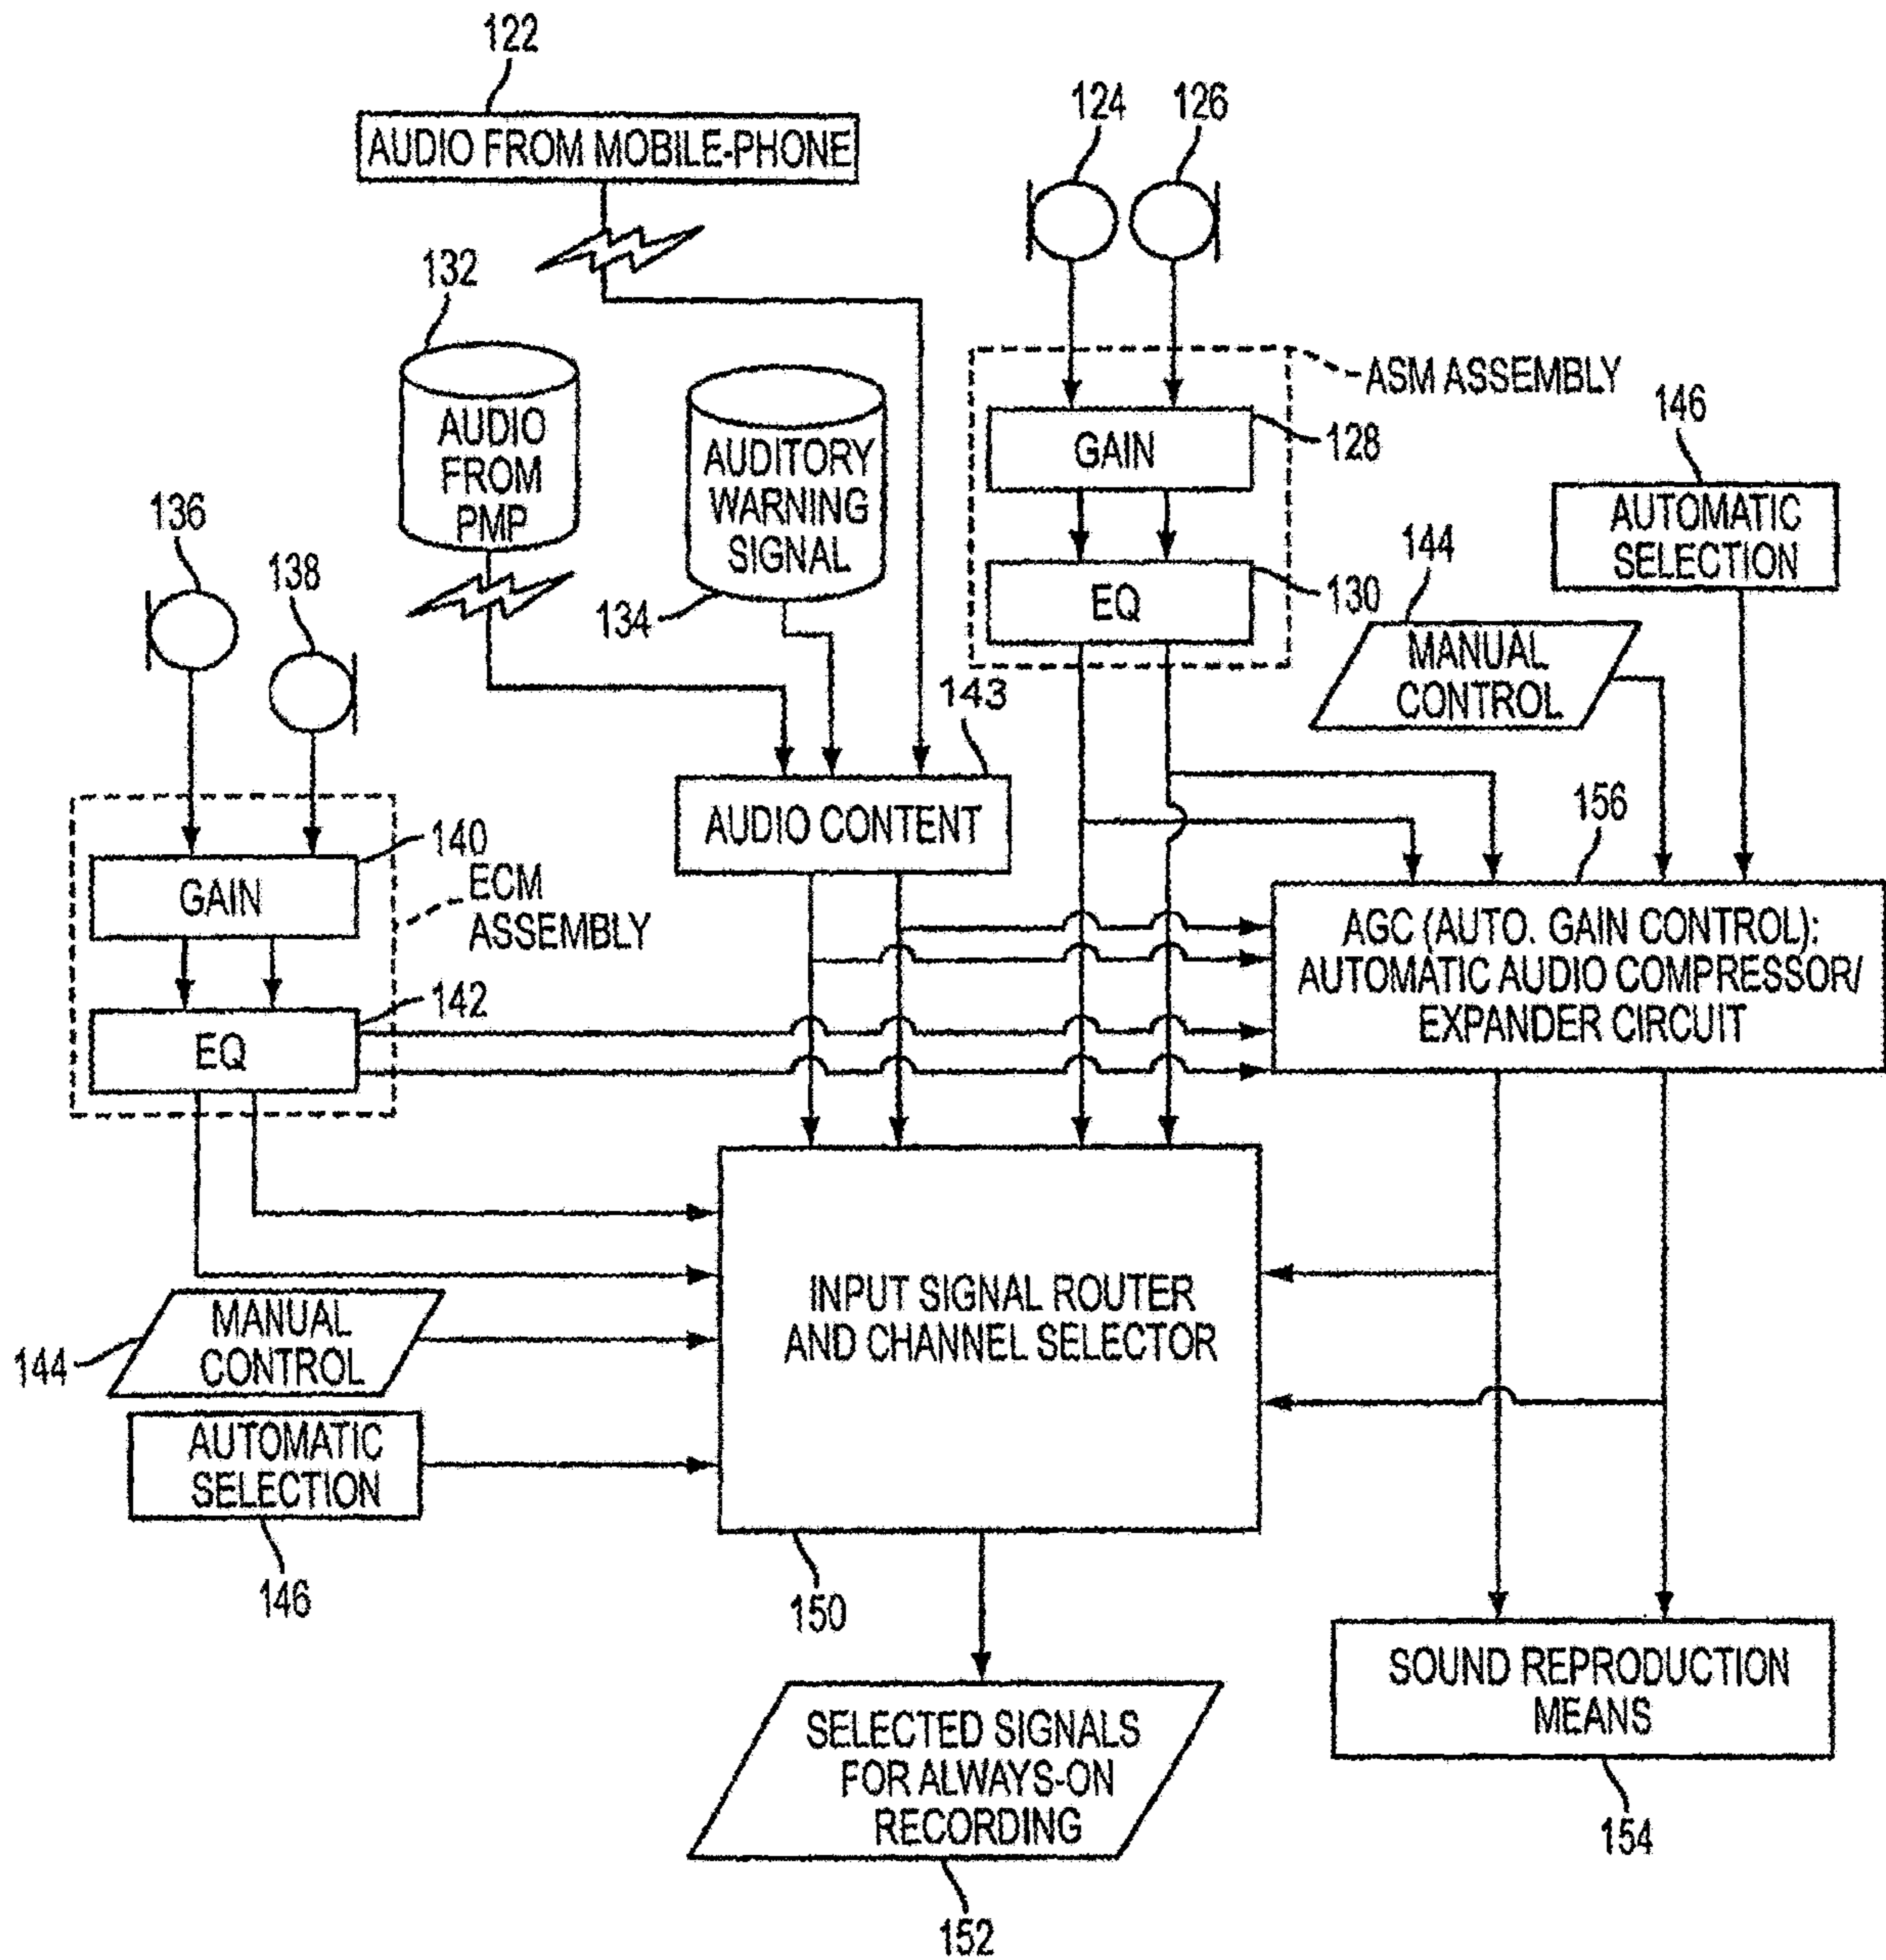 122
AUDIO FROM MOBILE-PHONE
124
126
132
AUDIO
FROM
PMP
AUDITORY
WARNING
SIGNAL
134
ASM ASSEMBLY
GAIN
128
EQ
130
146
AUTOMATIC
SELECTION
144
MANUAL
CONTROL
136
138
143
AUDIO CONTENT
140
GAIN
ECM
ASSEMBLY
142
EQ
156
AGC (AUTO. GAIN CONTROL):
AUTOMATIC AUDIO COMPRESSOR/
EXPANDER CIRCUIT
INPUT SIGNAL ROUTER
AND CHANNEL SELECTOR
MANUAL
CONTROL
144
AUTOMATIC
SELECTION
146
150
SELECTED SIGNALS
FOR ALWAYS-ON
RECORDING
152
SOUND REPRODUCTION
MEANS
154